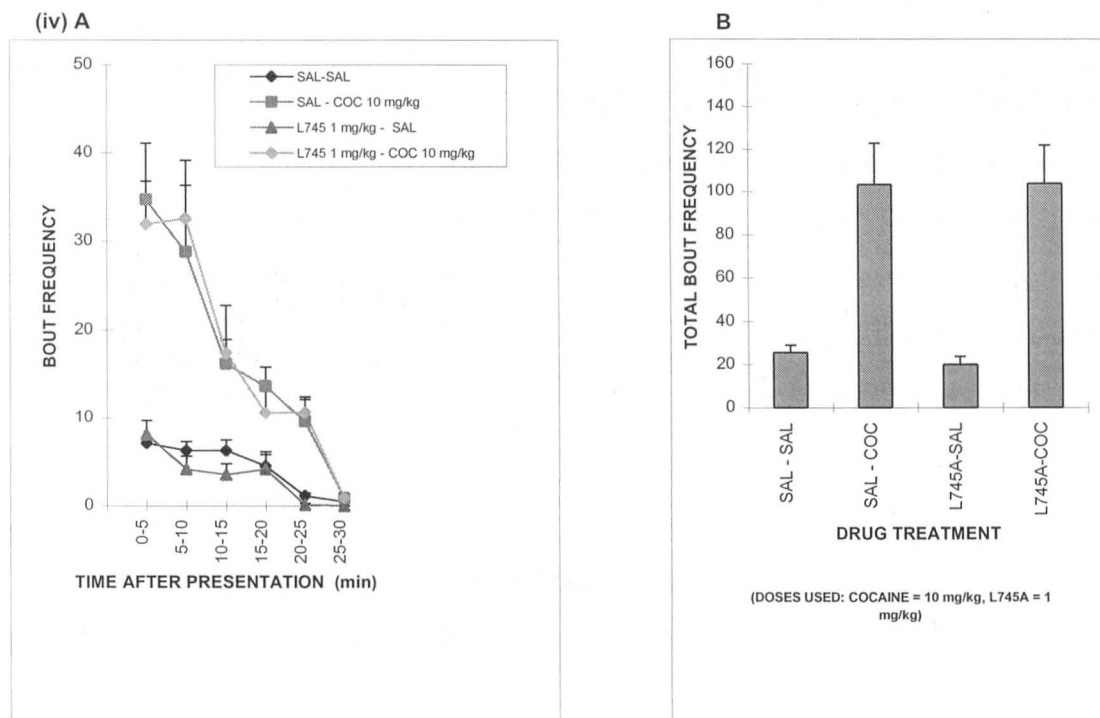 (iv) A
50
40
30
20
10
0
BOUT FREQUENCY
SAL-SAL
SAL - COC 10 mg/kg
L745 1 mg/kg - SAL
L745 1 mg/kg - COC 10 mg/kg
0-5
5-10
10-15
15-20
20-25
25-30
TIME AFTER PRESENTATION (min)
B
160
140
120
100
80
60
40
20
0
TOTAL BOUT FREQUENCY
SAL - SAL
SAL - COC
L745A-SAL
L745A-COC
DRUG TREATMENT
(DOSES USED: COCAINE = 10 mg/kg, L745A = 1
mg/kg)